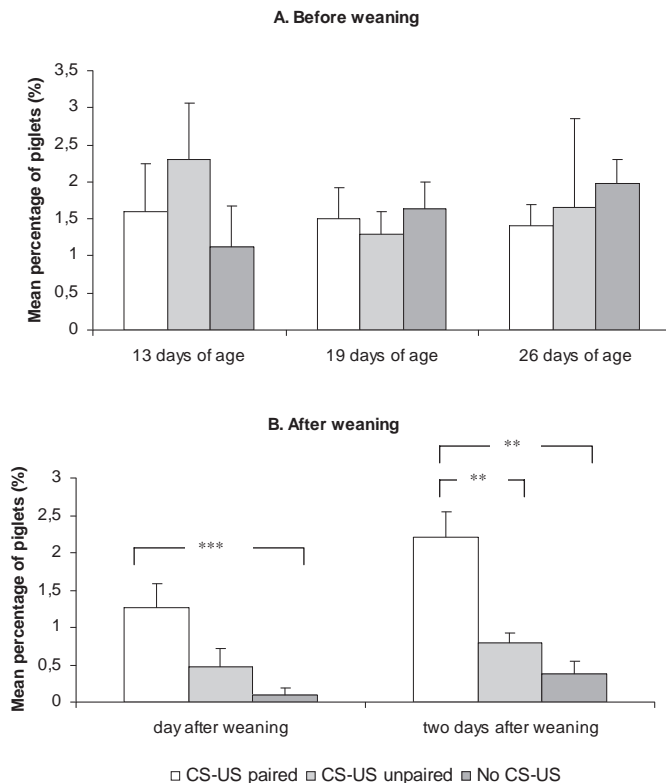 A. Before weaning
Mean percentage of piglets (%)
3,5
3
2,5
2
1,5
1
0,5
0
13 days of age 19 days of age 26 days of age
B. After weaning
Mean percentage of piglets (%)
**
**
***
3
2,5
2
1,5
1
0,5
0
day after weaning two days after weaning
CS-US paired CS-US unpaired No CS-US